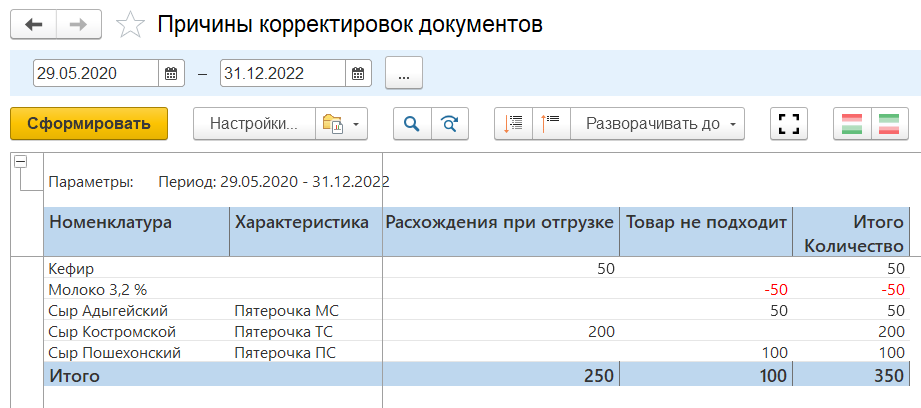 Причины корректировок документов
29.05.2020 – 31.12.2022 ...
Сформировать Настройки... Разворачивать до
Параметры: Период: 29.05.2020 - 31.12.2022
Номенклатура Характеристика Расхождения при отгрузке Товар не подходит Итого
Количество
Кефир 50 50
Молоко 3,2 % -50 -50
Сыр Адыгейский Пятерочка МС 50 50
Сыр Костромской Пятерочка ТС 200 200
Сыр Пошехонский Пятерочка ПС 100 100
Итого 250 100 350